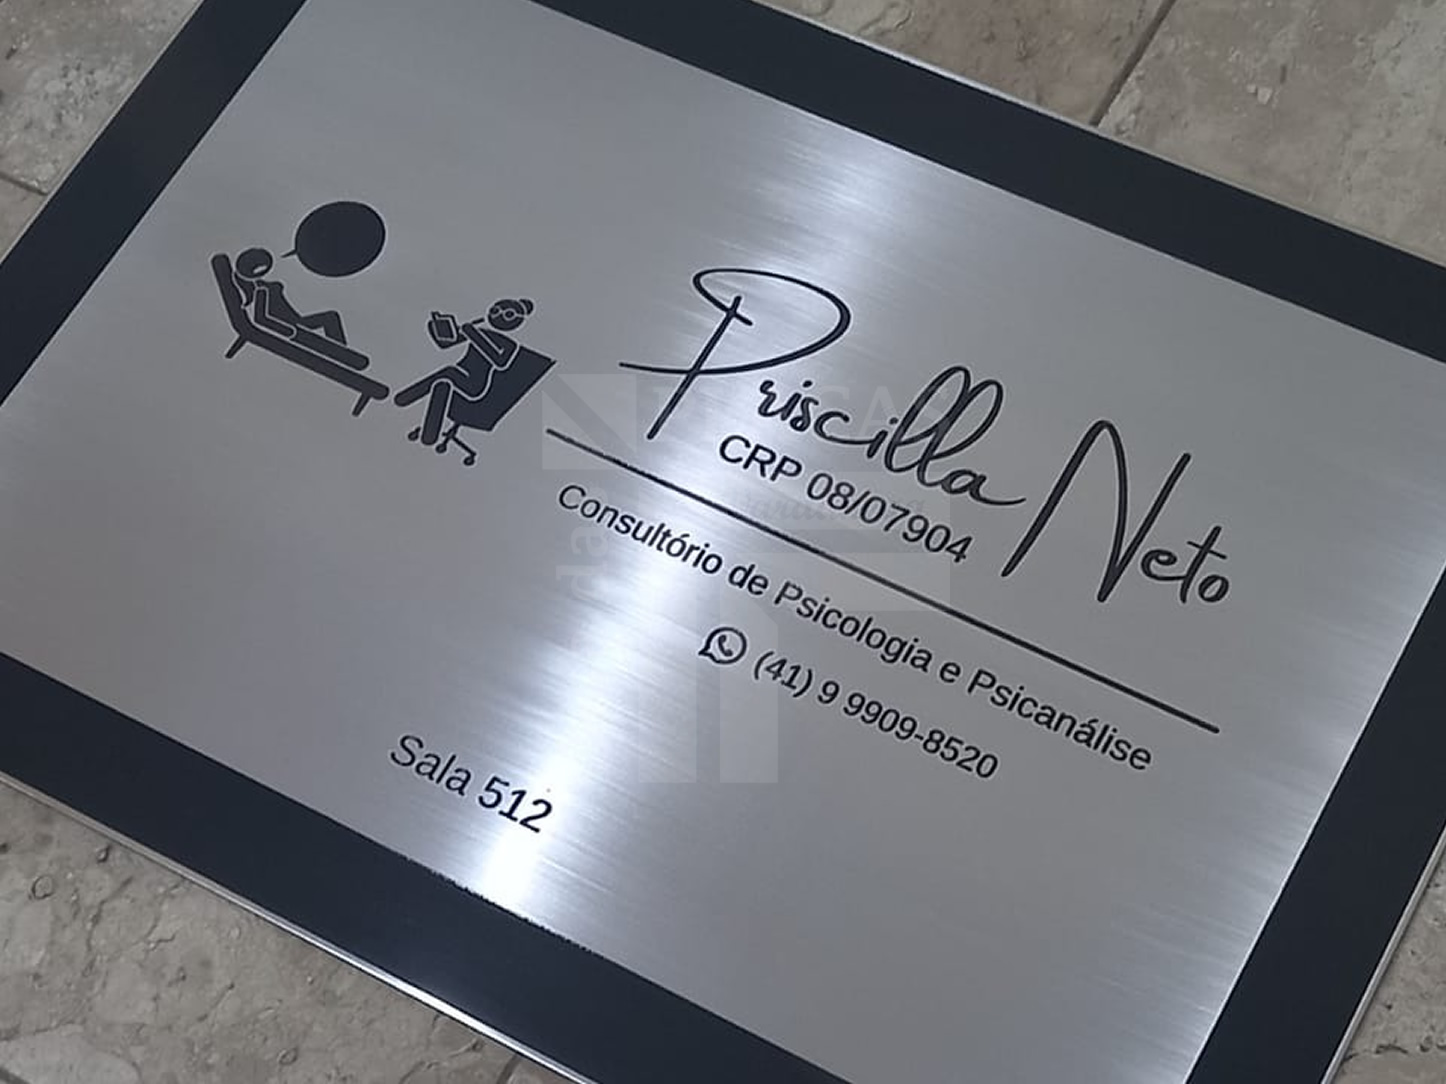 Priscilla Neto
CRP 08/07904
Consultório de Psicologia e Psicanálise
(41) 9 9909-8520
Sala 512